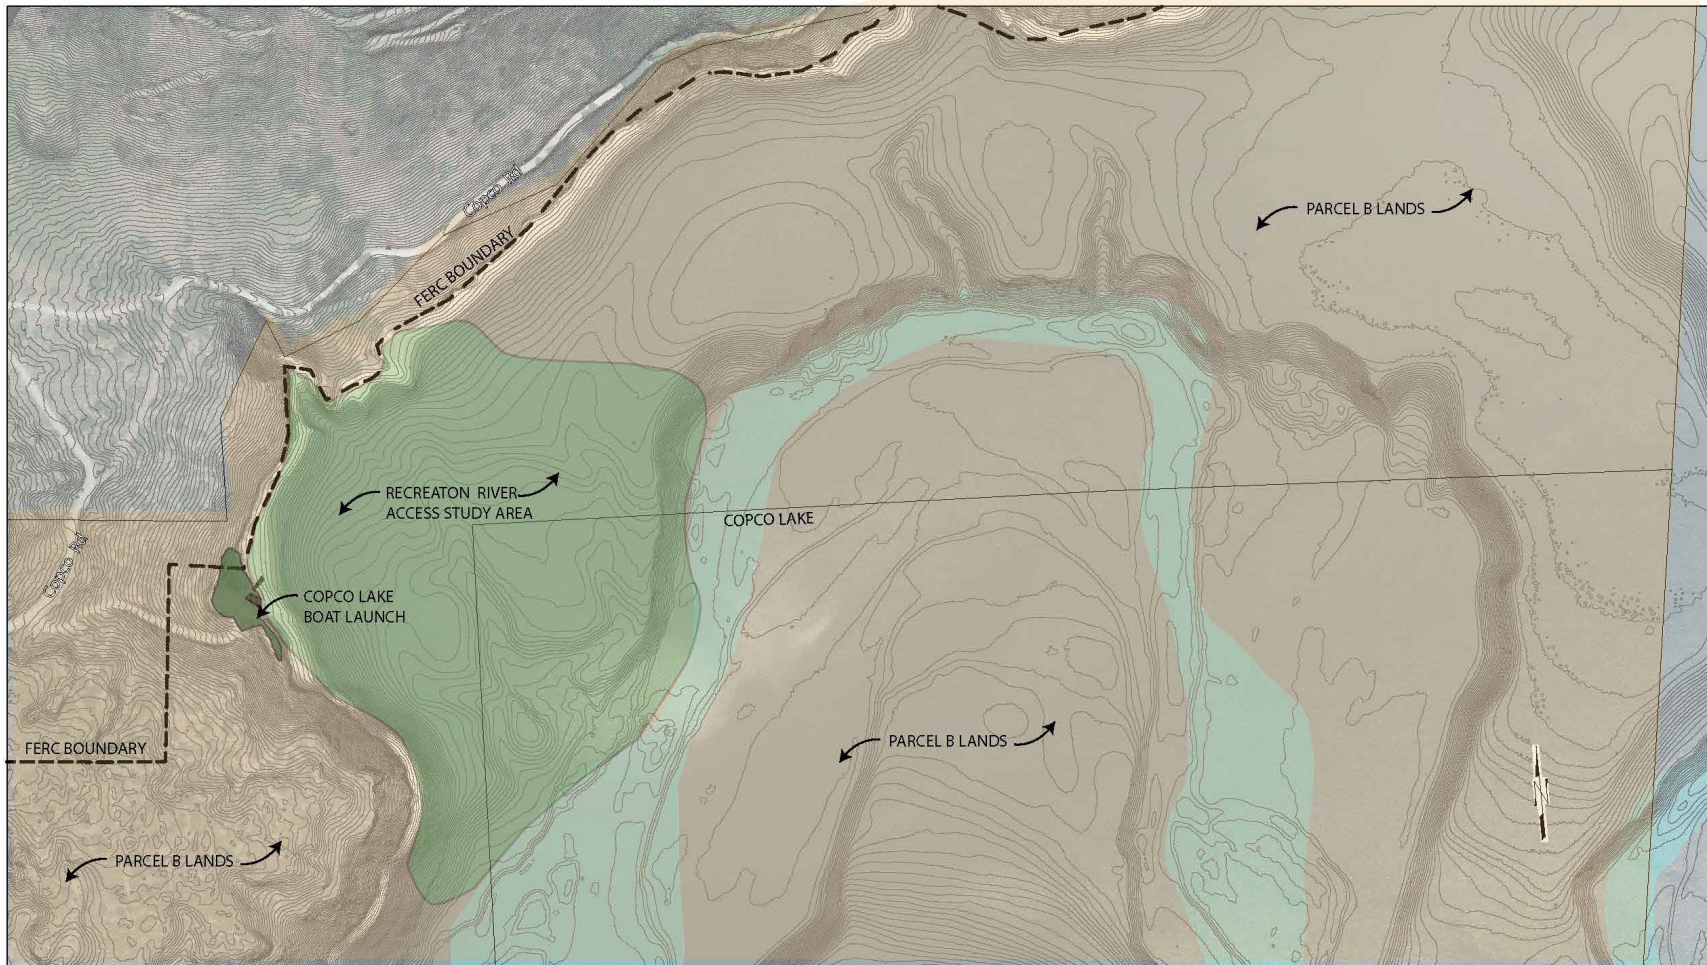 Copco Rd
FERC BOUNDARY
PARCEL B LANDS
RECREATON RIVER
ACCESS STUDY AREA
COPCO LAKE
Copco Rd
COPCO LAKE
BOAT LAUNCH
FERC BOUNDARY
PARCEL B LANDS
PARCEL B LANDS